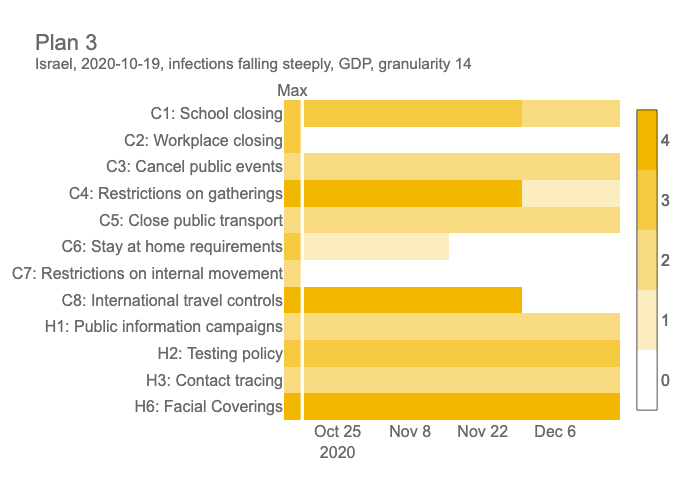 Plan 3
Israel, 2020-10-19, infections falling steeply, GDP, granularity 14
Max
C1: School closing
C2: Workplace closing
C3: Cancel public events
C4: Restrictions on gatherings
C5: Close public transport
C6: Stay at home requirements
C7: Restrictions on internal movement
C8: International travel controls
H1: Public information campaigns
H2: Testing policy
H3: Contact tracing
H6: Facial Coverings
Oct 25 Nov 8 Nov 22 Dec 6
2020
4
3
2
1
0